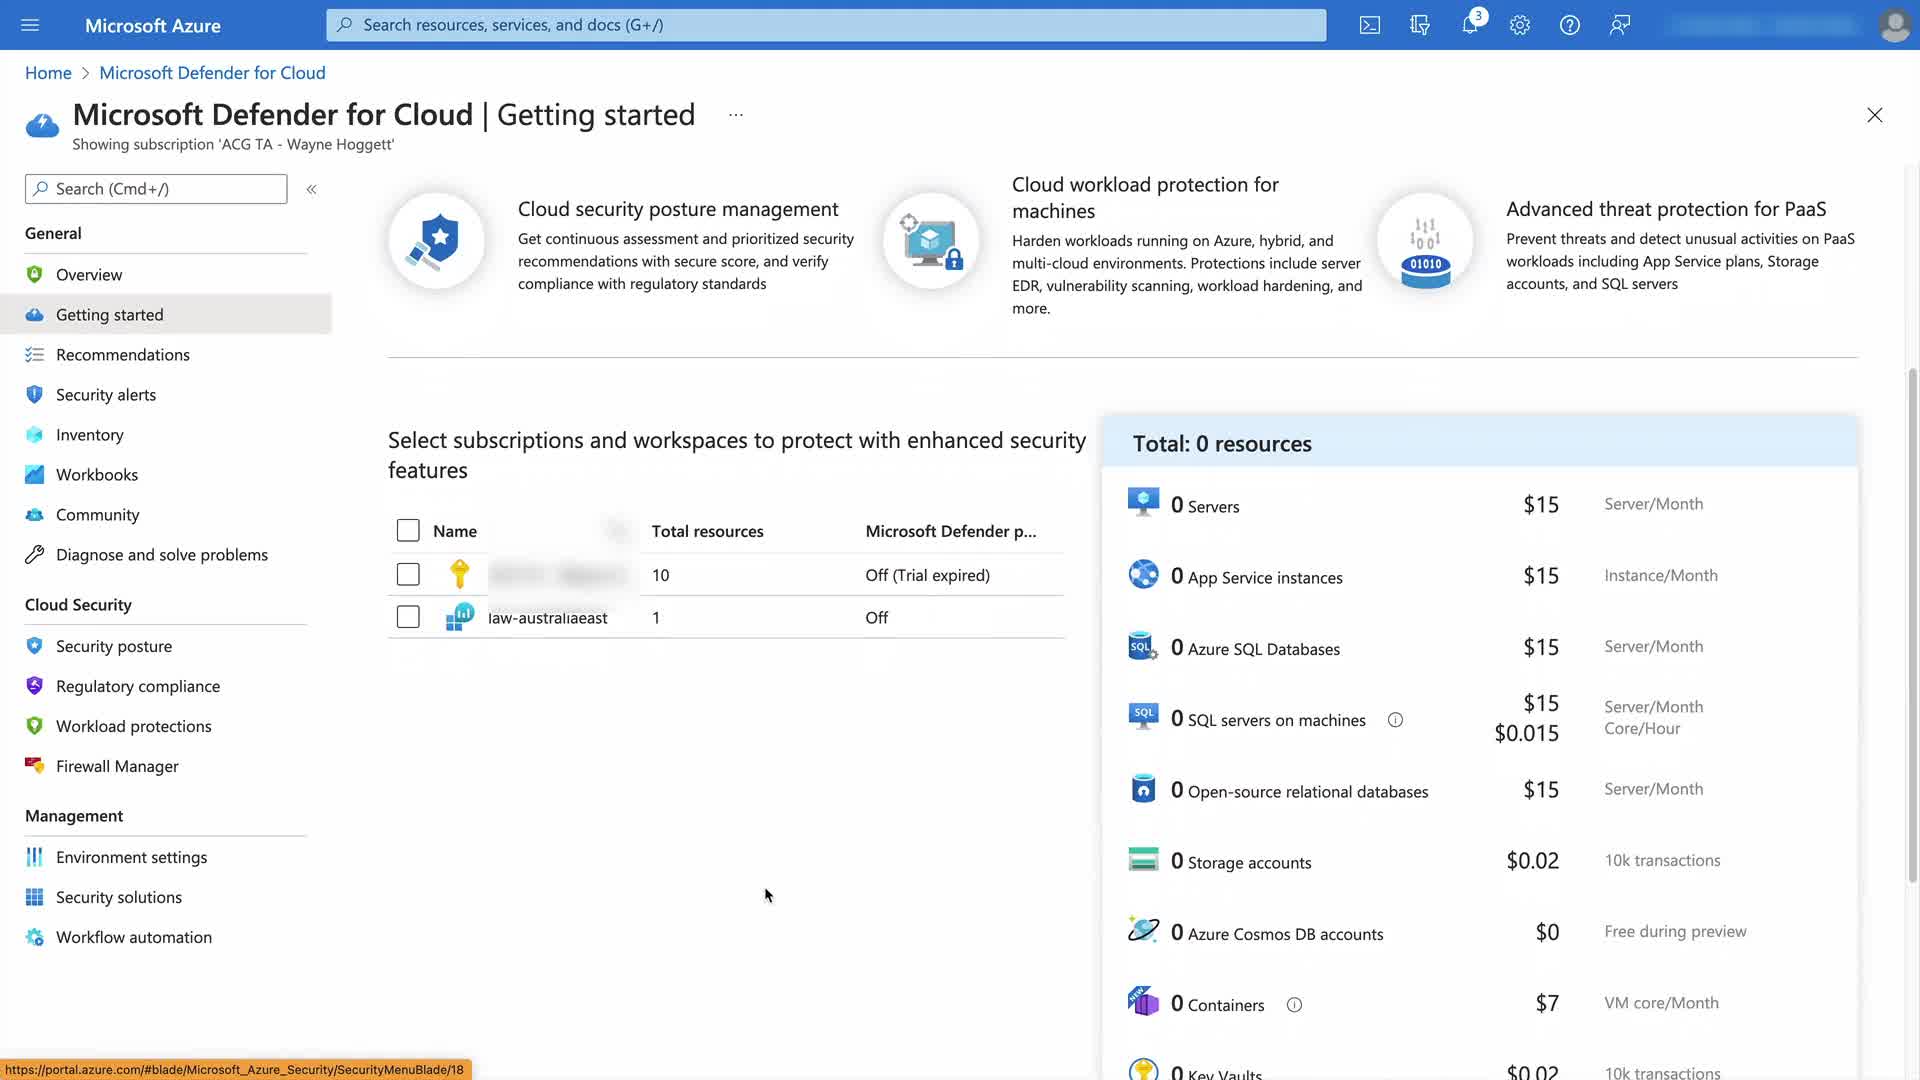 Microsoft Azure
Search resources, services, and docs (G+/)
3
Home > Microsoft Defender for Cloud
Microsoft Defender for Cloud | Getting started ...
Showing subscription 'ACG TA - Wayne Hoggett'
Search (Cmd+/)
«
General
Overview
Getting started
Recommendations
Security alerts
Inventory
Workbooks
Community
Diagnose and solve problems
Cloud Security
Security posture
Regulatory compliance
Workload protections
Firewall Manager
Management
Environment settings
Security solutions
Workflow automation
Cloud security posture management
Get continuous assessment and prioritized security
recommendations with secure score, and verify
compliance with regulatory standards
Cloud workload protection for
machines
Harden workloads running on Azure, hybrid, and
multi-cloud environments. Protections include server
EDR, vulnerability scanning, workload hardening, and
more.
Advanced threat protection for PaaS
Prevent threats and detect unusual activities on PaaS
workloads including App Service plans, Storage
accounts, and SQL servers
Select subscriptions and workspaces to protect with enhanced security
features
Name Total resources Microsoft Defender p...
10 Off (Trial expired)
law-australiaeast 1 Off
Total: 0 resources
0 Servers $15 Server/Month
0 App Service instances $15 Instance/Month
0 Azure SQL Databases $15 Server/Month
0 SQL servers on machines $15 Server/Month
$0.015 Core/Hour
0 Open-source relational databases $15 Server/Month
0 Storage accounts $0.02 10k transactions
0 Azure Cosmos DB accounts $0 Free during preview
0 Containers $7 VM core/Month
0 Key Vaults $0.02 10k transactions
https://portal.azure.com/#blade/Microsoft_Azure_Security/SecurityMenuBlade/18